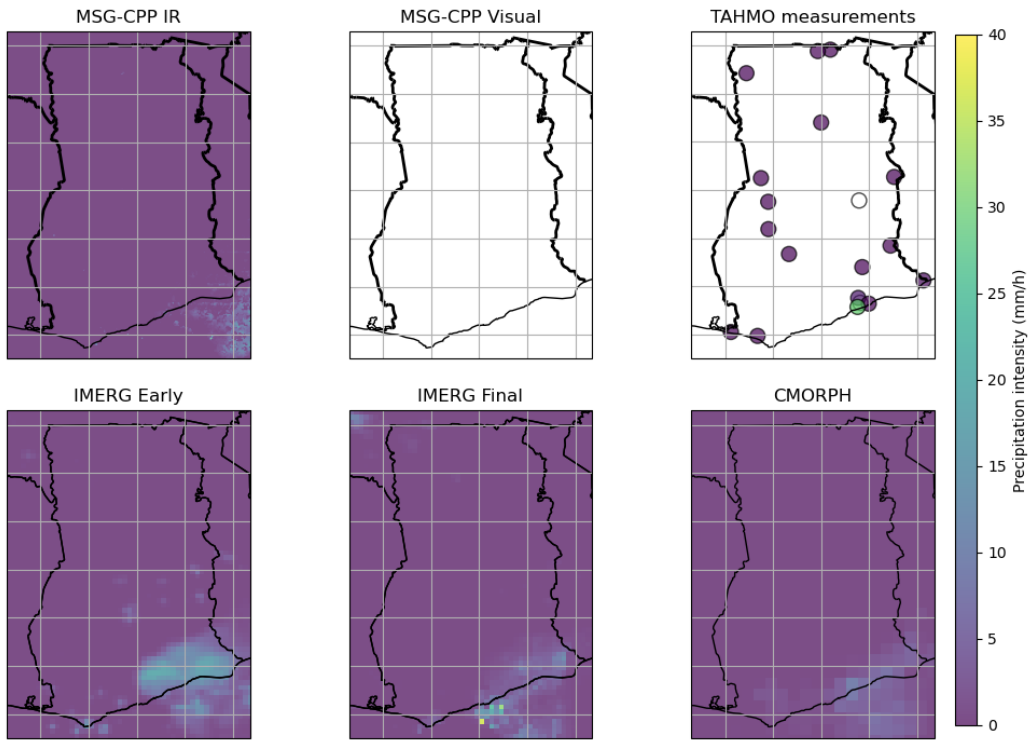 MSG-CPP IR
MSG-CPP Visual
TAHMO measurements
IMERG Early
IMERG Final
CMORPH
40
35
30
25
20
15
10
5
0
Precipitation intensity (mm/h)